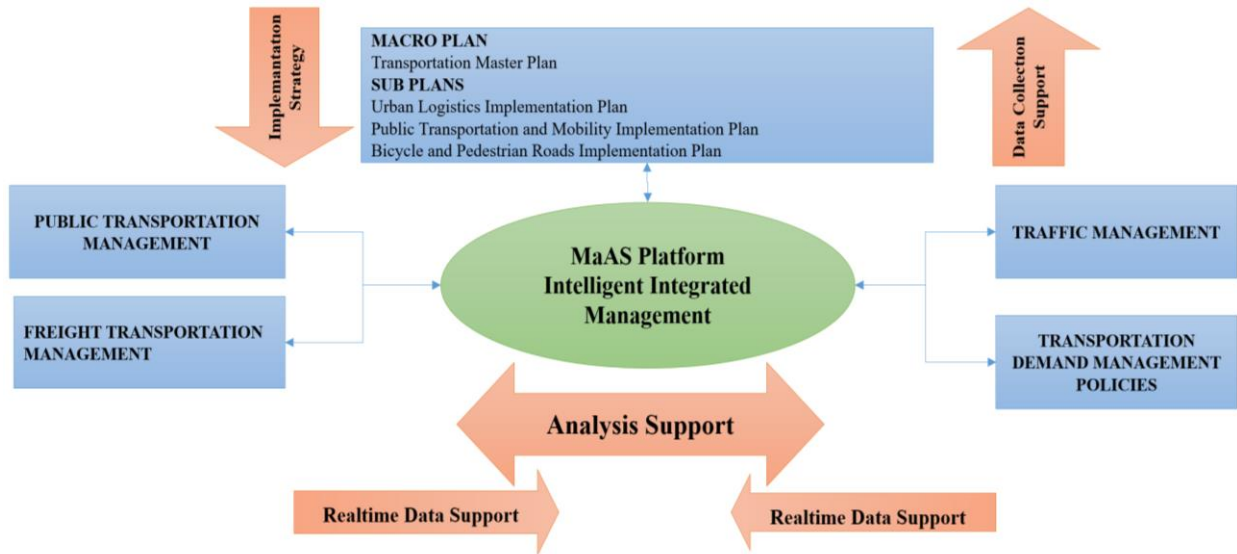 Implemantation
Strategy
MACRO PLAN
Transportation Master Plan
SUB PLANS
Urban Logistics Implementation Plan
Public Transportation and Mobility Implementation Plan
Bicycle and Pedestrian Roads Implementation Plan
Data Collection
Support
PUBLIC TRANSPORTATION
MANAGEMENT
FREIGHT TRANSPORTATION
MANAGEMENT
MaAS Platform
Intelligent Integrated
Management
TRAFFIC MANAGEMENT
TRANSPORTATION
DEMAND MANAGEMENT
POLICIES
Analysis Support
Realtime Data Support
Realtime Data Support